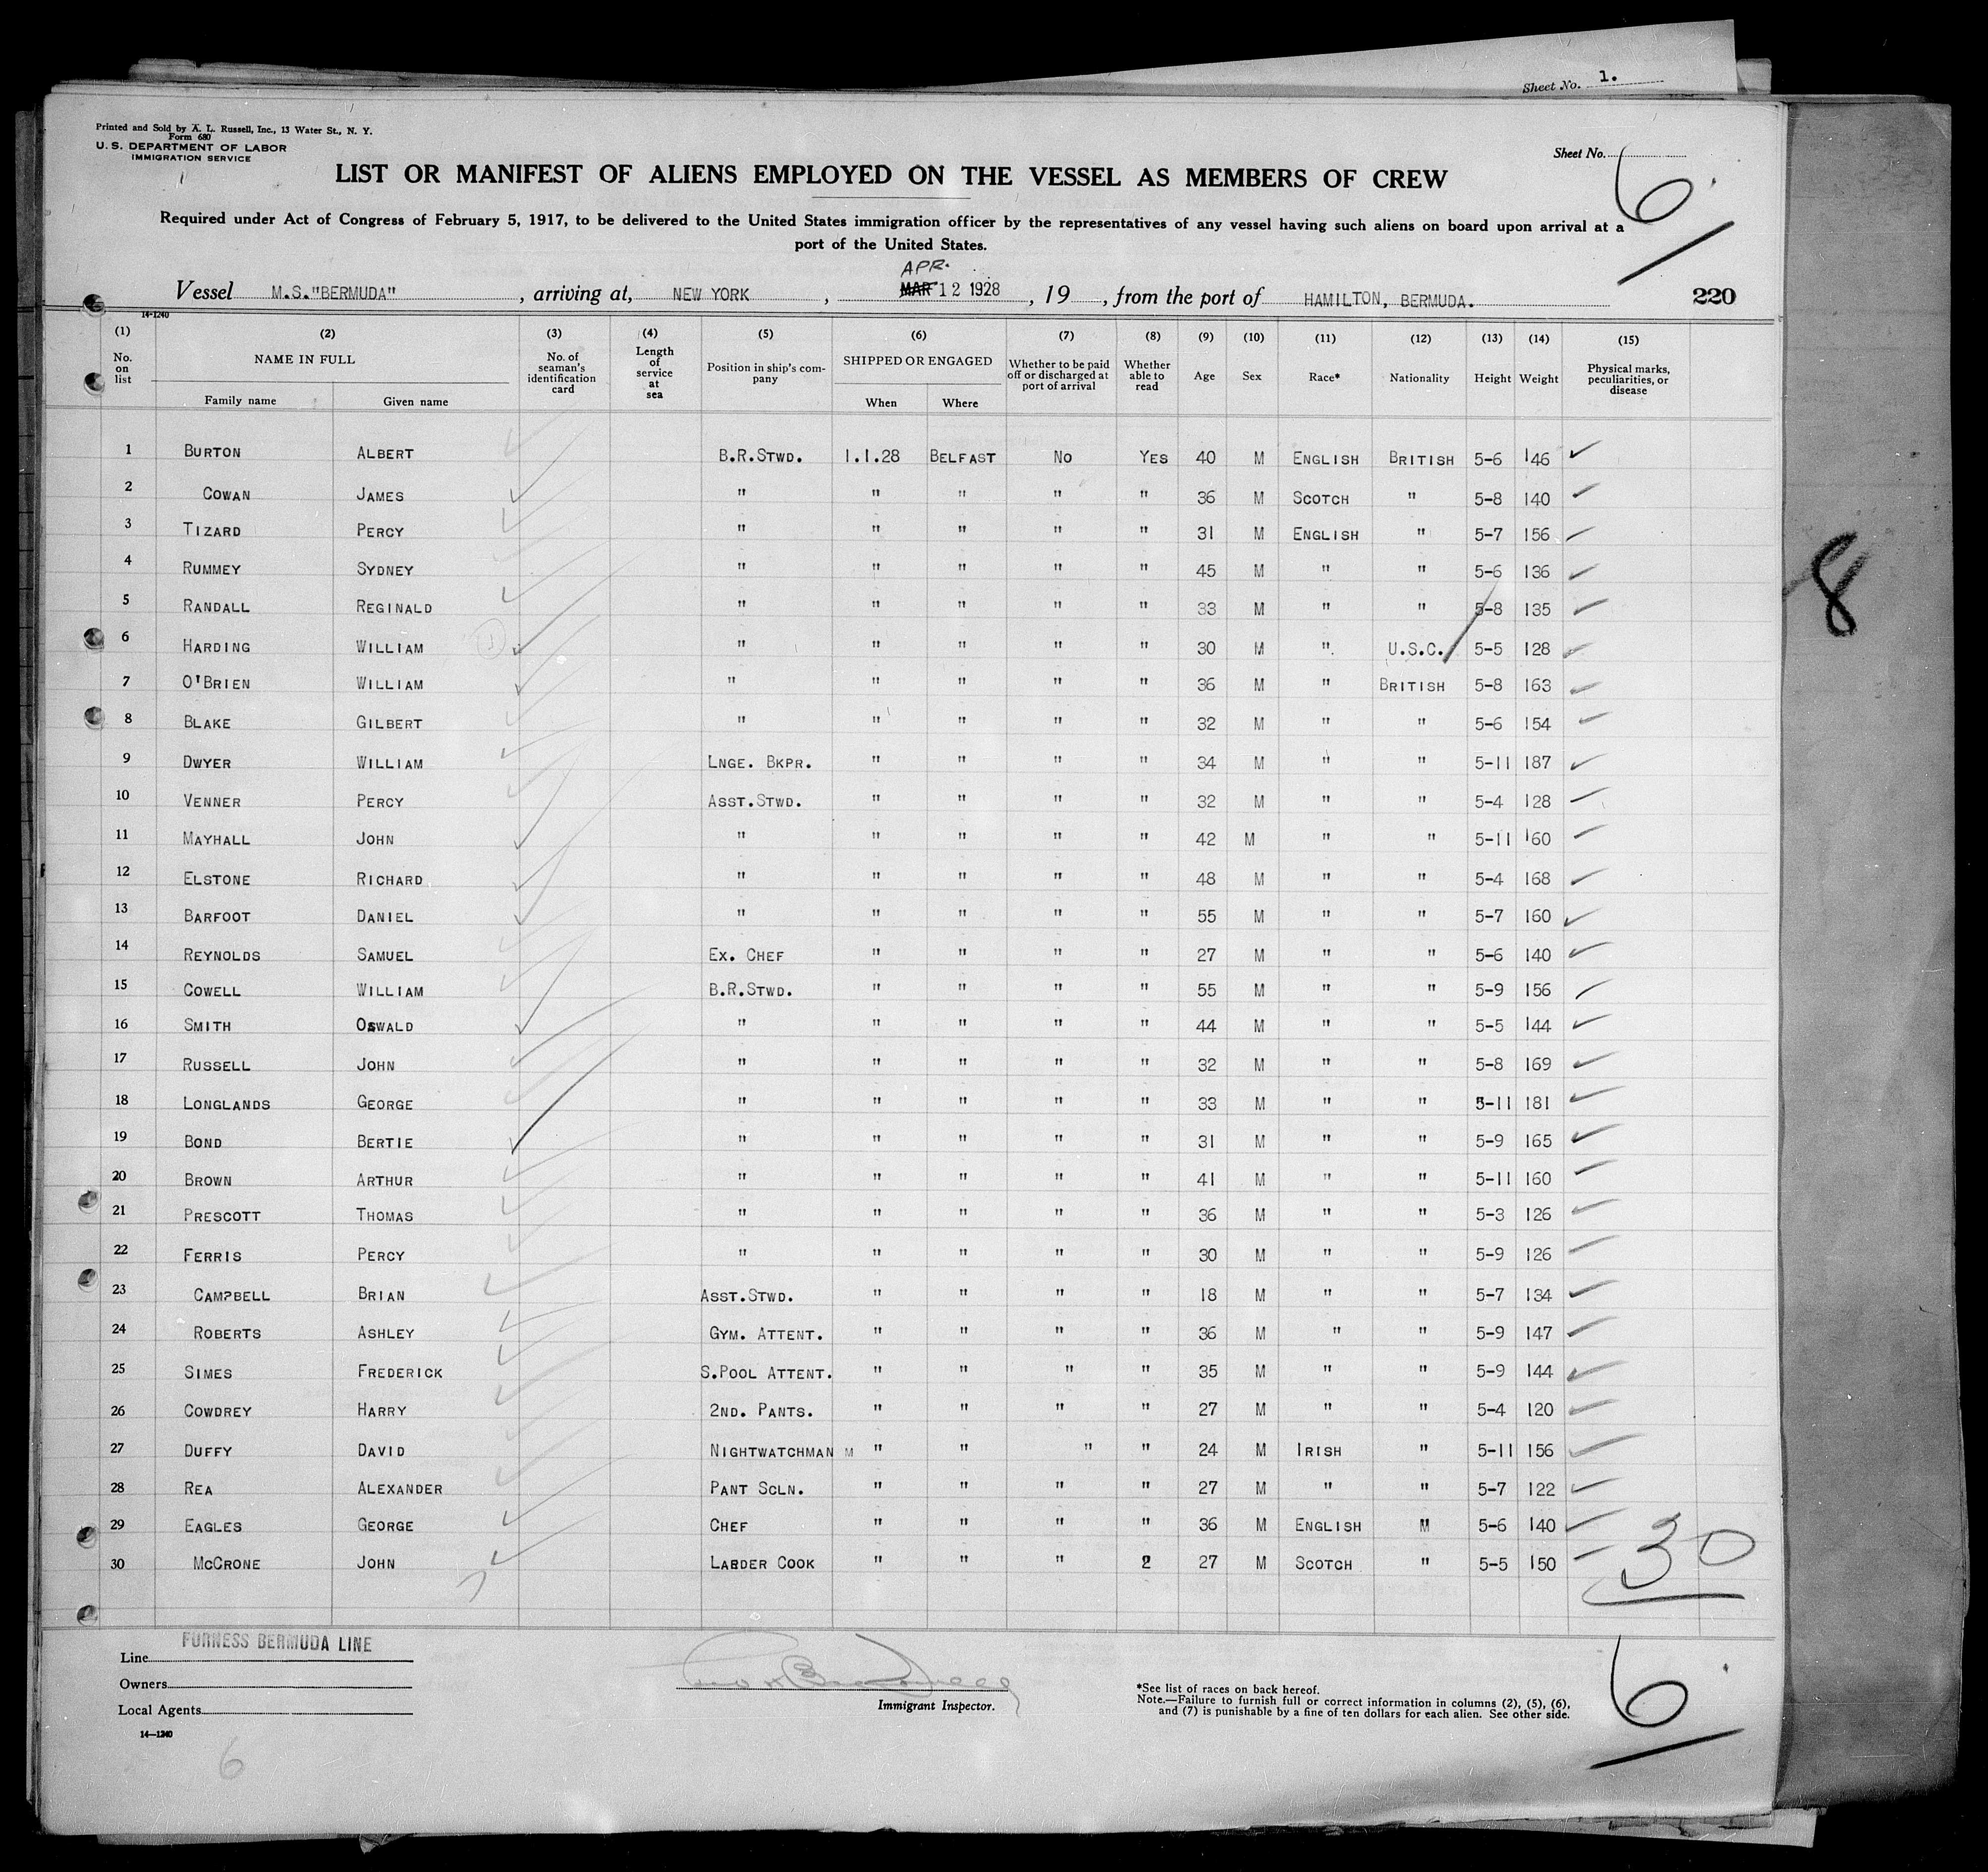 Sheet No. 1.
Printed and Sold by A. L. Russell, Inc., 13 Water St., N. Y.
Form 680
U. S. DEPARTMENT OF LABOR
IMMIGRATION SERVICE
Sheet No. 6
LIST OR MANIFEST OF ALIENS EMPLOYED ON THE VESSEL AS MEMBERS OF CREW
Required under Act of Congress of February 5, 1917, to be delivered to the United States immigration officer by the representatives of any vessel having such aliens on board upon arrival at a
port of the United States.
APR.
Vessel M.S."BERMUDA", arriving at, NEW YORK, MAR 12 1928, 19, from the port of HAMILTON, BERMUDA. 220
14-1240
(1) (2) (3) (4) (5) (6) (7) (8) (9) (10) (11) (12) (13) (14) (15)
No. on list NAME IN FULL Family name Given name No. of seaman's identification card Length of service at sea Position in ship's company SHIPPED OR ENGAGED When Where Whether to be paid off or discharged at port of arrival Whether able to read Age Sex Race* Nationality Height Weight Physical marks, peculiarities, or disease
1 BURTON ALBERT B.R.STWD. 1.1.28 BELFAST NO YES 40 M ENGLISH BRITISH 5-6 146
2 COWAN JAMES " " " " " 36 M SCOTCH " 5-8 140
3 TIZARD PERCY " " " " " 31 M ENGLISH " 5-7 156
4 RUMMEY SYDNEY " " " " " 45 M " " 5-6 136
5 RANDALL REGINALD " " " " " 33 M " " 5-8 135
6 HARDING WILLIAM " " " " " 30 M " U.S.C. 5-5 128
7 O'BRIEN WILLIAM " " " " " 36 M " BRITISH 5-8 163
8 BLAKE GILBERT " " " " " 32 M " " 5-6 154
9 DWYER WILLIAM LNGE. BKPR. " " " " 34 M " " 5-11 187
10 VENNER PERCY ASST.STWD. " " " " 32 M " " 5-4 128
11 MAYHALL JOHN " " " " " 42 M " " 5-11 160
12 ELSTONE RICHARD " " " " " 48 M " " 5-4 168
13 BARFOOT DANIEL " " " " " 55 M " " 5-7 160
14 REYNOLDS SAMUEL EX. CHEF " " " " 27 M " " 5-6 140
15 COWELL WILLIAM B.R.STWD. " " " " 55 M " " 5-9 156
16 SMITH OSWALD " " " " " 44 M " " 5-5 144
17 RUSSELL JOHN " " " " " 32 M " " 5-8 169
18 LONGLANDS GEORGE " " " " " 33 M " " 5-11 181
19 BOND BERTIE " " " " " 31 M " " 5-9 165
20 BROWN ARTHUR " " " " " 41 M " " 5-11 160
21 PRESCOTT THOMAS " " " " " 36 M " " 5-3 126
22 FERRIS PERCY " " " " " 30 M " " 5-9 126
23 CAMPBELL BRIAN ASST.STWD. " " " " 18 M " " 5-7 134
24 ROBERTS ASHLEY GYM. ATTENT. " " " " 36 M " " 5-9 147
25 SIMES FREDERICK S.POOL ATTENT. " " " " 35 M " " 5-9 144
26 COWDREY HARRY 2ND. PANTS. " " " " 27 M " " 5-4 120
27 DUFFY DAVID NIGHTWATCHMAN M " " " " 24 M IRISH " 5-11 156
28 REA ALEXANDER PANT SCLN. " " " " 27 M " " 5-7 122
29 EAGLES GEORGE CHEF " " " " 36 M ENGLISH M 5-6 140
30 MCCRONE JOHN LARDER COOK " " " 2 27 M SCOTCH " 5-5 150
30
8
Line FURNESS BERMUDA LINE
Owners
Local Agents
14-1240
Immigrant Inspector.
*See list of races on back hereof.
Note.—Failure to furnish full or correct information in columns (2), (5), (6),
and (7) is punishable by a fine of ten dollars for each alien. See other side.
6
6